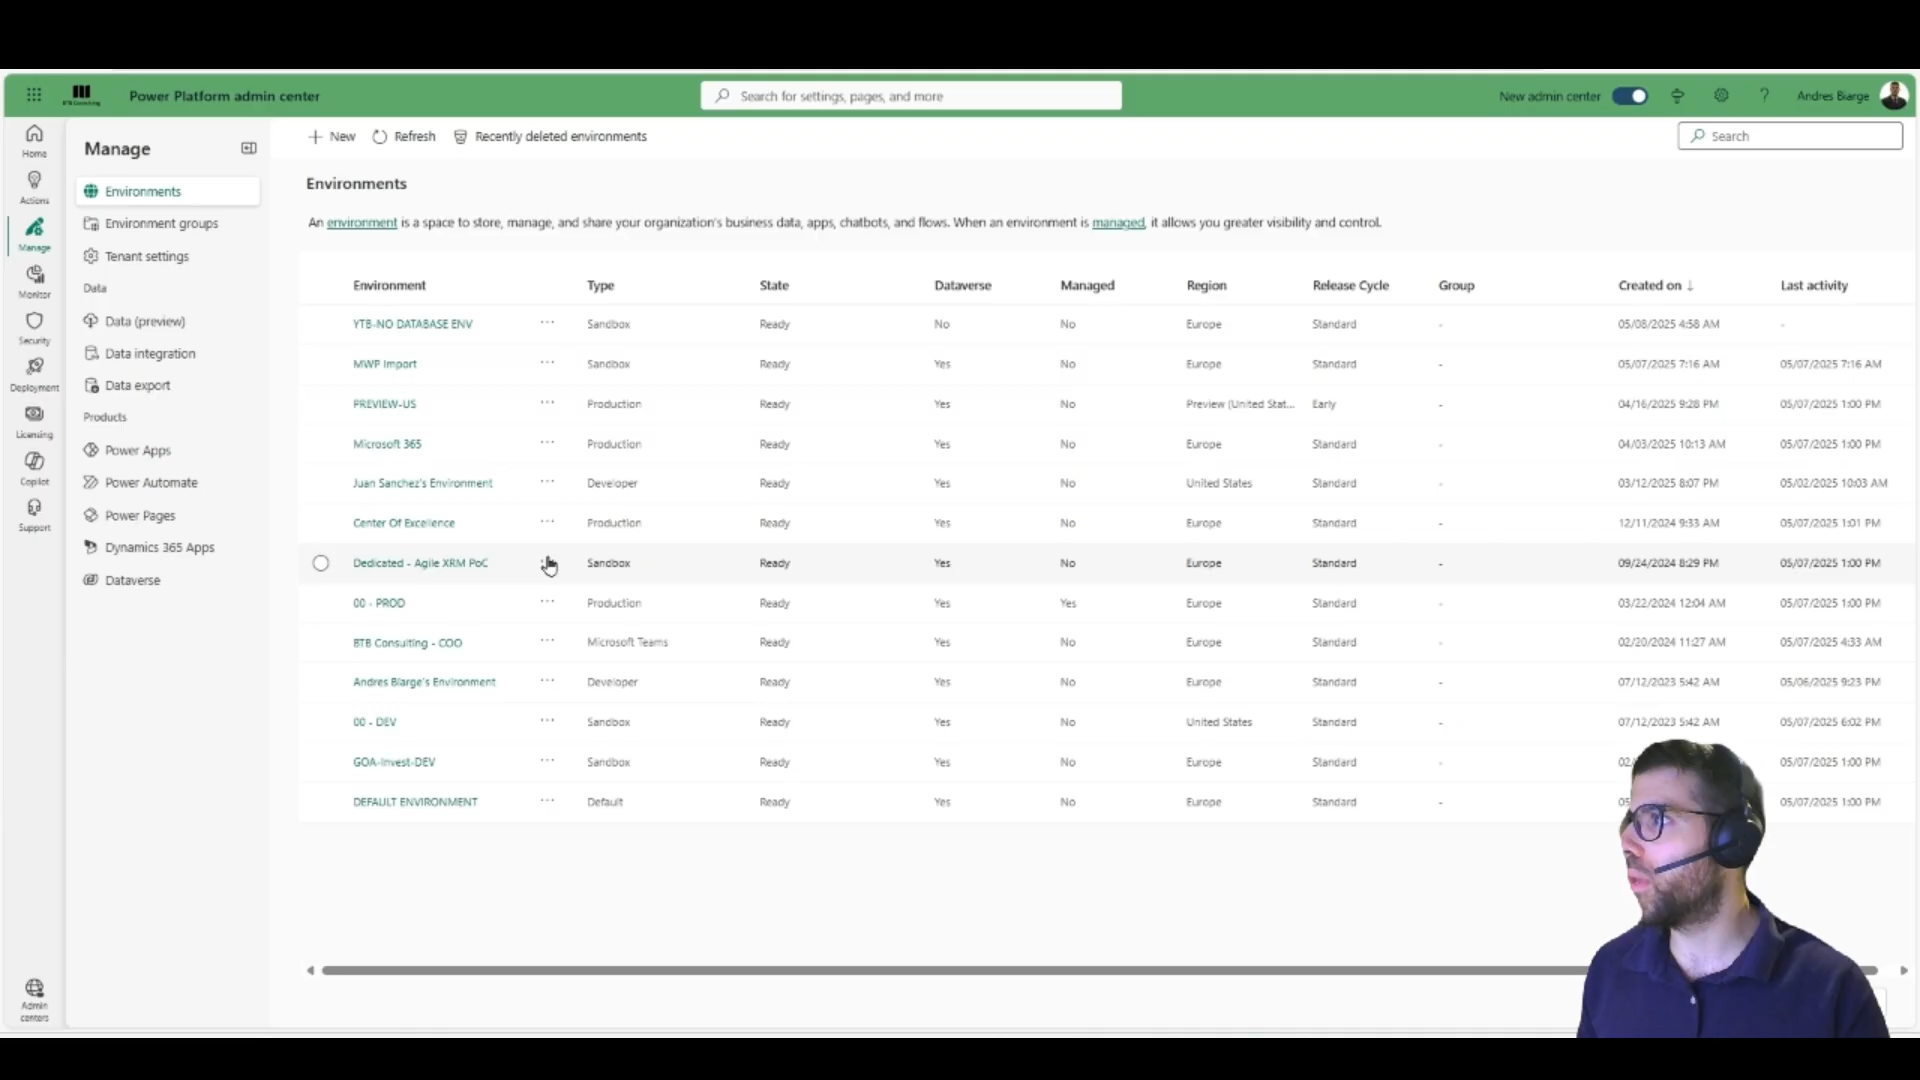 BTB Consulting
Power Platform admin center
Search for settings, pages, and more
New admin center
?
Andres Biarge
Home
Actions
Manage
Monitor
Security
Deployment
Licensing
Copilot
Support
Admin centers
Manage
Environments
Environment groups
Tenant settings
Data
Data (preview)
Data integration
Data export
Products
Power Apps
Power Automate
Power Pages
Dynamics 365 Apps
Dataverse
New Refresh Recently deleted environments
Search
Environments
An environment is a space to store, manage, and share your organization's business data, apps, chatbots, and flows. When an environment is managed, it allows you greater visibility and control.
Environment Type State Dataverse Managed Region Release Cycle Group Created on ↓ Last activity
YTB-NO DATABASE ENV ... Sandbox Ready No No Europe Standard - 05/08/2025 4:58 AM -
MWP Import ... Sandbox Ready Yes No Europe Standard - 05/07/2025 7:16 AM 05/07/2025 7:16 AM
PREVIEW-US ... Production Ready Yes No Preview (United Stat... Early - 04/16/2025 9:28 PM 05/07/2025 1:00 PM
Microsoft 365 ... Production Ready Yes No Europe Standard - 04/03/2025 10:13 AM 05/07/2025 1:00 PM
Juan Sanchez's Environment ... Developer Ready Yes No United States Standard - 03/12/2025 8:07 PM 05/02/2025 10:03 AM
Center Of Excellence ... Production Ready Yes No Europe Standard - 12/11/2024 9:33 AM 05/07/2025 1:01 PM
Dedicated - Agile XRM PoC Sandbox Ready Yes No Europe Standard - 09/24/2024 8:29 PM 05/07/2025 1:00 PM
00 - PROD ... Production Ready Yes Yes Europe Standard - 03/22/2024 12:04 AM 05/07/2025 1:00 PM
BTB Consulting - COO ... Microsoft Teams Ready Yes No Europe Standard - 02/20/2024 11:27 AM 05/07/2025 4:33 AM
Andres Biarge's Environment ... Developer Ready Yes No Europe Standard - 07/12/2023 5:42 AM 05/06/2025 9:23 PM
00 - DEV ... Sandbox Ready Yes No United States Standard - 07/12/2023 5:42 AM 05/07/2025 6:02 PM
GOA-Invest-DEV ... Sandbox Ready Yes No Europe Standard - 02 05/07/2025 1:00 PM
DEFAULT ENVIRONMENT ... Default Ready Yes No Europe Standard - 05 05/07/2025 1:00 PM